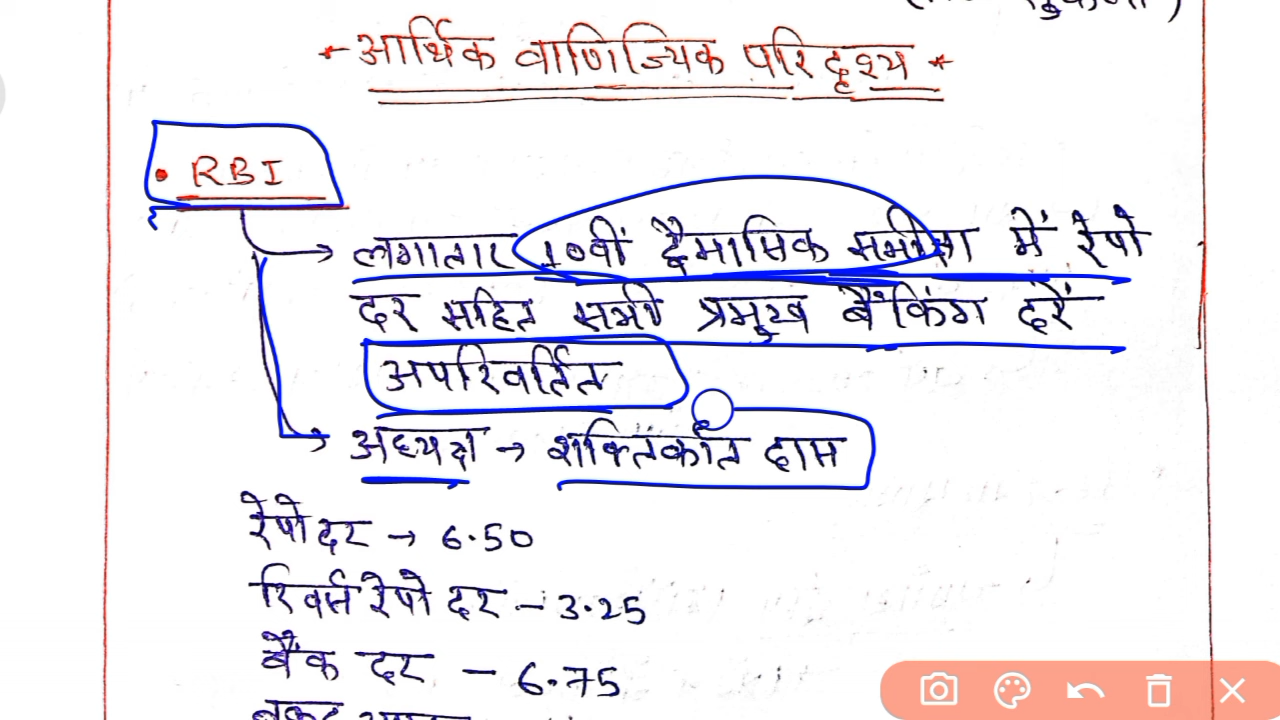 * आर्थिक वाणिज्यिक परिदृश्य *
• RBI
→ लगातार 10वीं द्वैमासिक समीक्षा में रेपो
दर सहित सभी प्रमुख बैंकिंग दरें
अपरिवर्तित
→ अध्यक्ष → शक्तिकांत दास
रेपो दर → 6.50
रिवर्स रेपो दर - 3.25
बैंक दर - 6.75